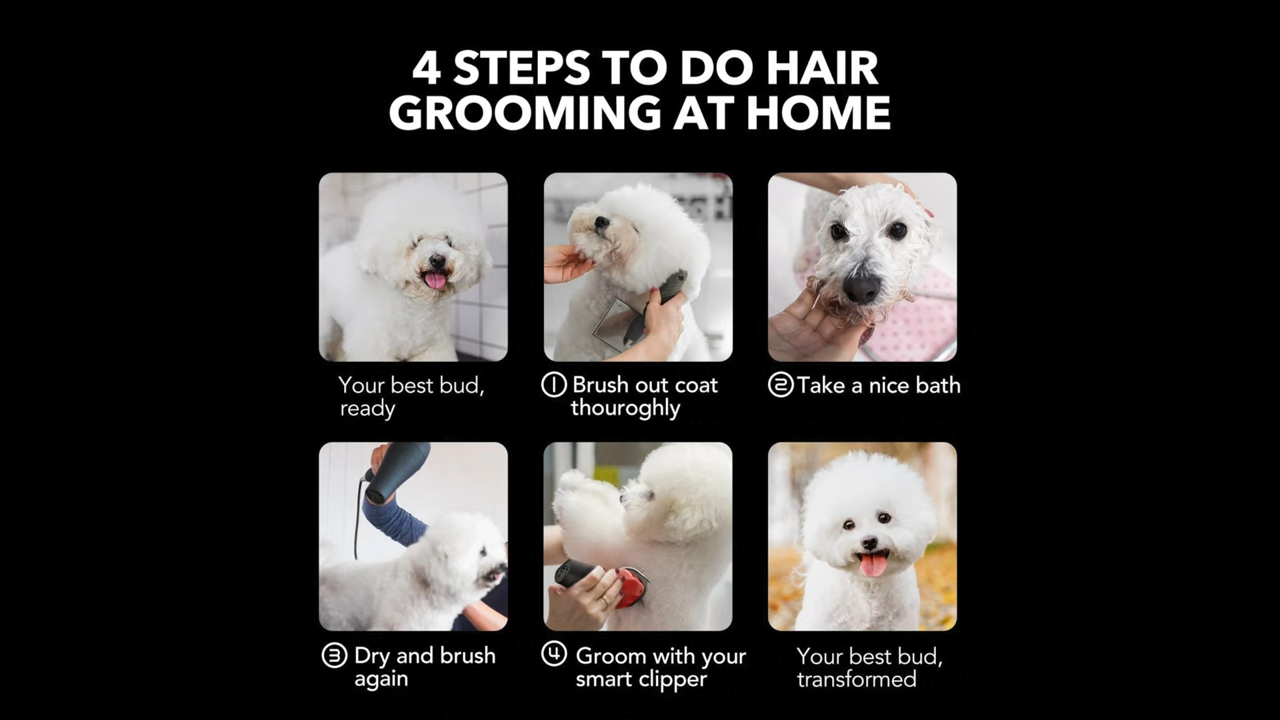 4 STEPS TO DO HAIR
GROOMING AT HOME
Your best bud,
ready
① Brush out coat
thouroghly
② Take a nice bath
③ Dry and brush
again
④ Groom with your
smart clipper
Your best bud,
transformed